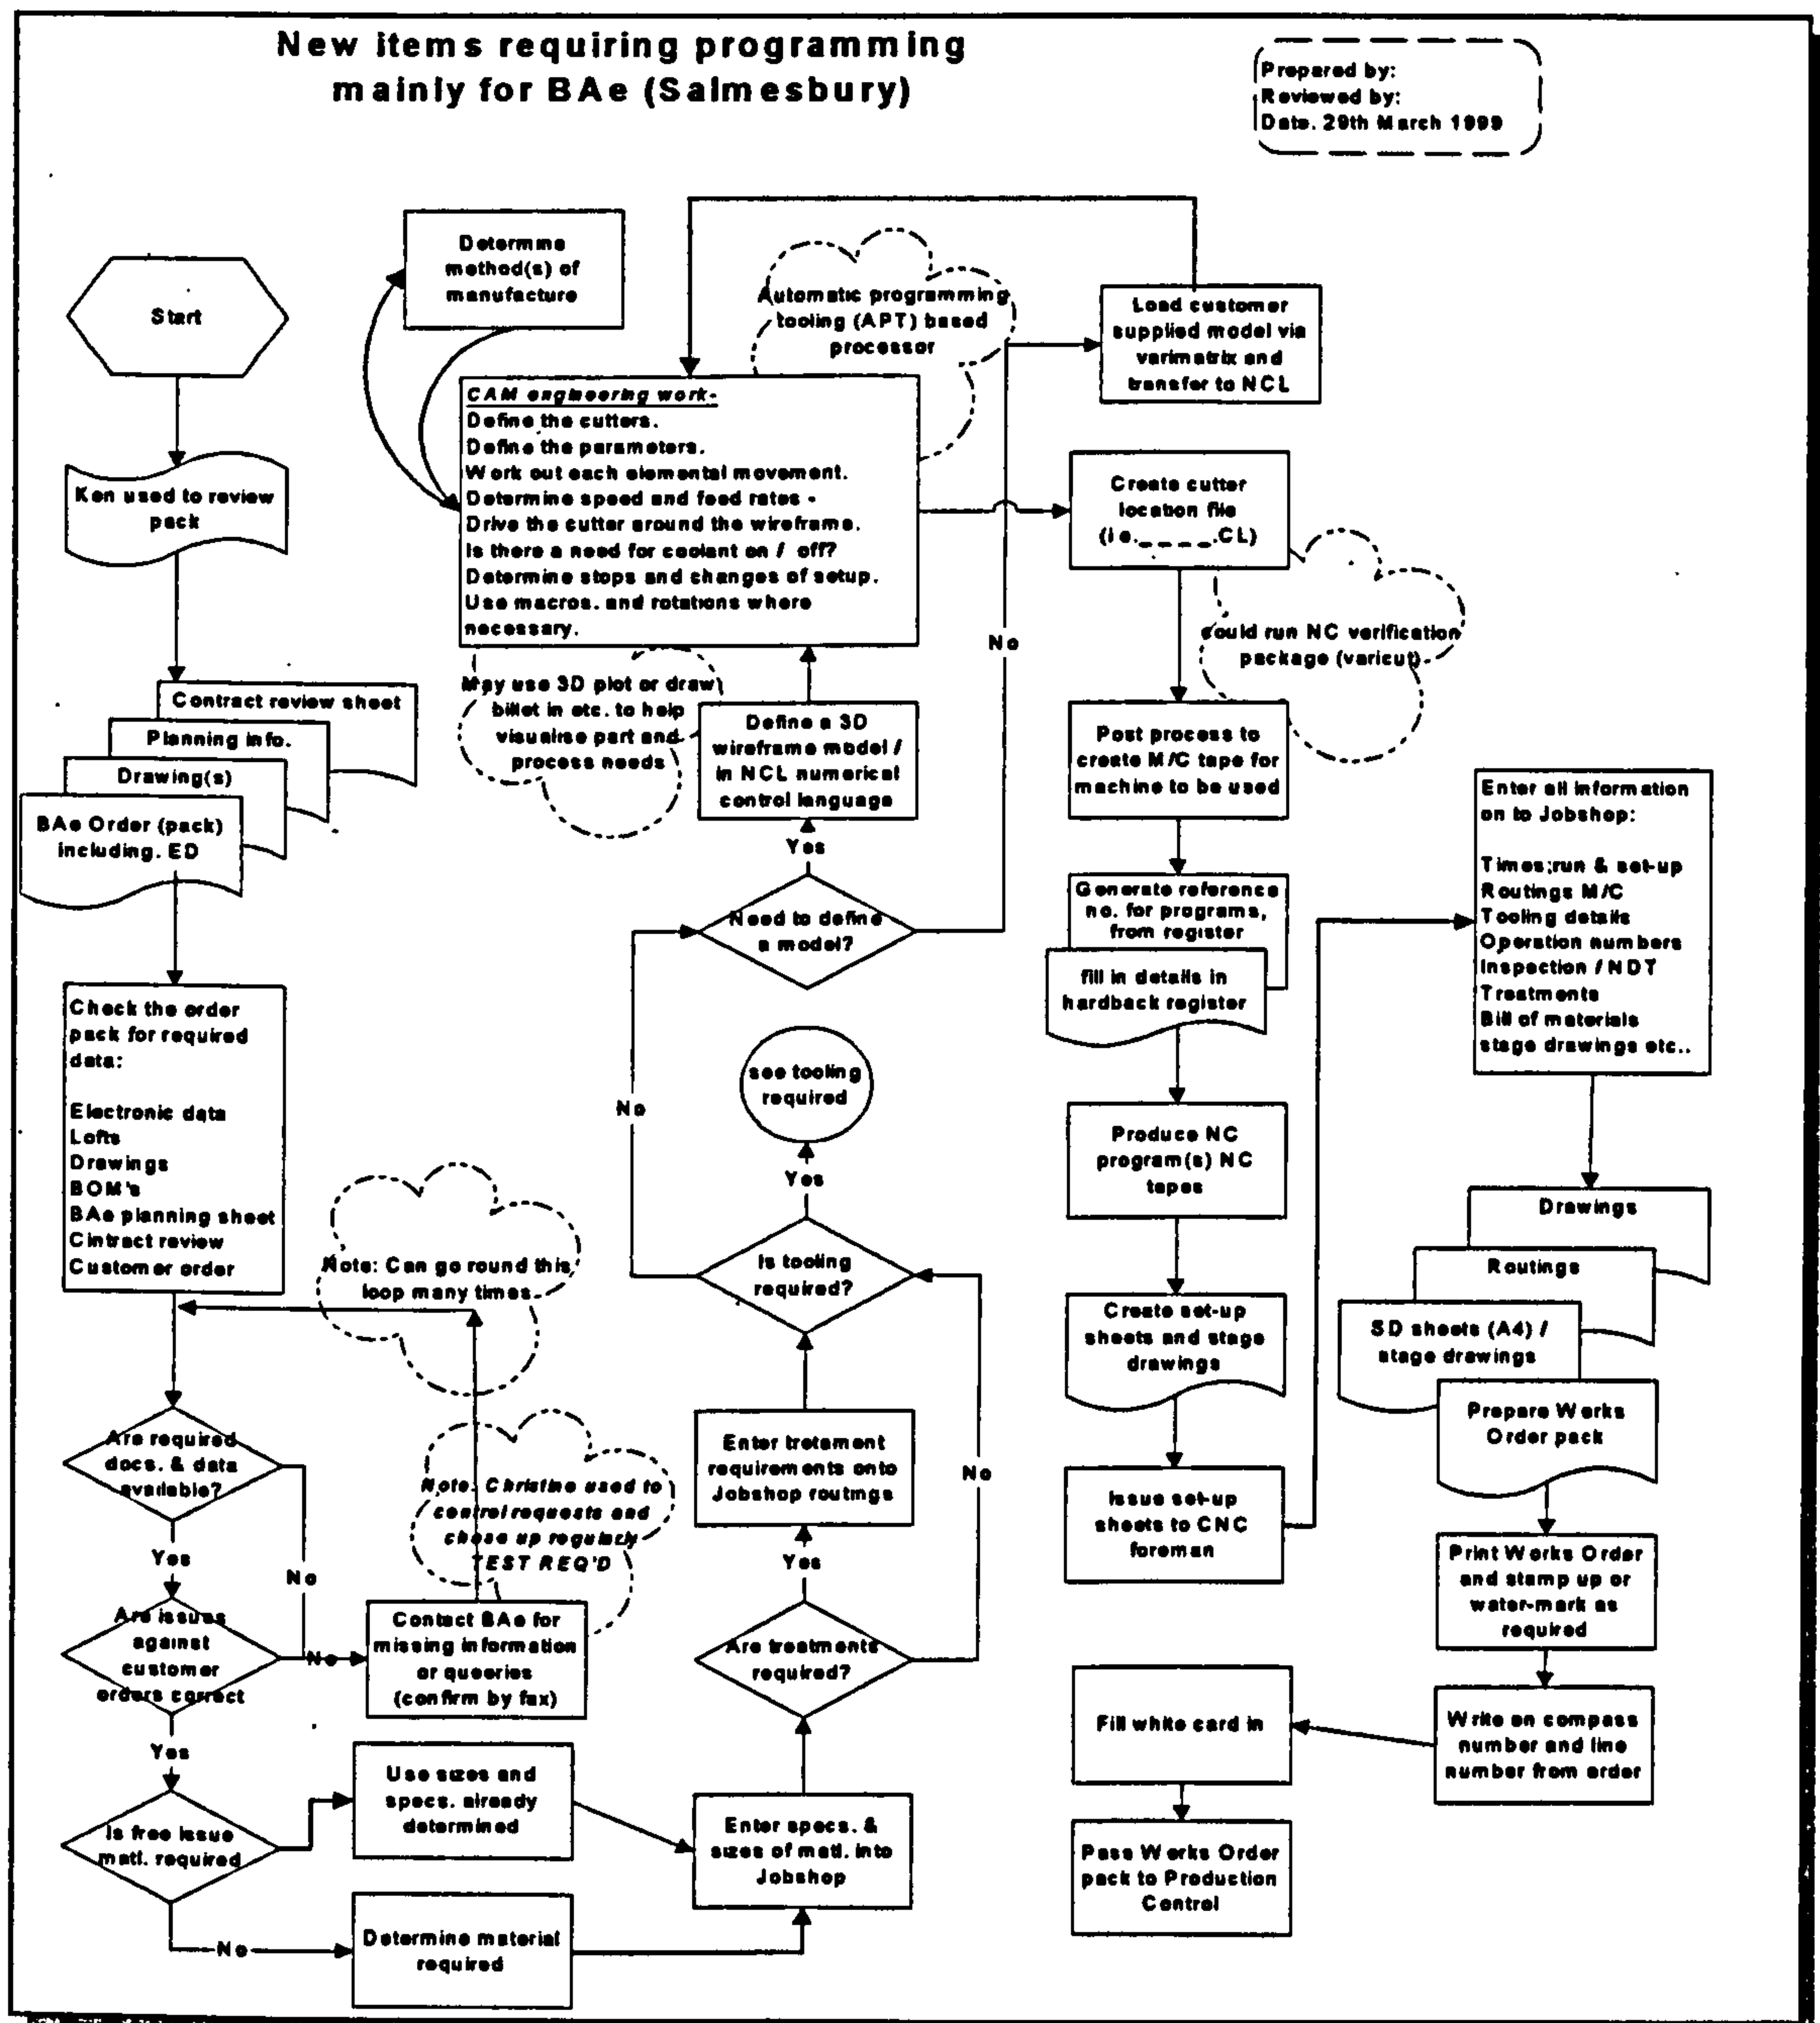 New items requiring programming
mainly for BAe (Salmesbury)
Prepared by:
Reviewed by:
Date. 29th March 1999
Start
Ken used to review
pack
Contract review sheet
Planning info.
Drawing(s)
BAe Order (pack)
including. ED
Check the order
pack for required
data:
Electronic data
Lofts
Drawings
BOM's
BAe planning sheet
Cintract review
Customer order
Note: Can go round this
loop many times
Are required
docs. & data
available?
Yes
No
Are issues
against
customer
orders correct
No
Yes
Note. Christine used to
control requests and
chase up regularly
TEST REQ'D
Contact BAe for
missing information
or queeries
(confirm by fax)
Is free issue
matl. required
No
Use sizes and
specs. already
determined
Determine material
required
Enter specs. &
sizes of matl. into
Jobshop
Are treatments
required?
Yes
No
Enter tretament
requirements onto
Jobshop routings
Is tooling
required?
Yes
No
see tooling
required
Need to define
a model?
Yes
No
Define a 3D
wireframe model /
in NCL numerical
control language
May use 3D plot or draw
billet in etc. to help
visualise part and
process needs
Determine
method(s) of
manufacture
Automatic programming
tooling (APT) based
processor
CAM engineering work-
Define the cutters.
Define the parameters.
Work out each elemental movement.
Determine speed and feed rates -
Drive the cutter around the wireframe.
Is there a need for coolant on / off?
Determine stops and changes of setup.
Use macros. and rotations where
necessary.
Load customer
supplied model via
varimatrix and
transfer to NCL
Create cutter
location file
(ie._ _ _ _.CL)
could run NC verification
package (varicut)
Post process to
create M/C tape for
machine to be used
Generate reference
no. for programs,
from register
fill in details in
hardback register
Produce NC
program(s) NC
tapes
Create set-up
sheets and stage
drawings
Issue set-up
sheets to CNC
foreman
Enter all information
on to Jobshop:
Times;run & set-up
Routings M/C
Tooling details
Operation numbers
Inspection / NDT
Treatments
Bill of materials
stage drawings etc..
Drawings
Routings
SD sheets (A4) /
stage drawings
Prepare Works
Order pack
Print Works Order
and stamp up or
water-mark as
required
Write on compass
number and line
number from order
Fill white card in
Pass Works Order
pack to Production
Control